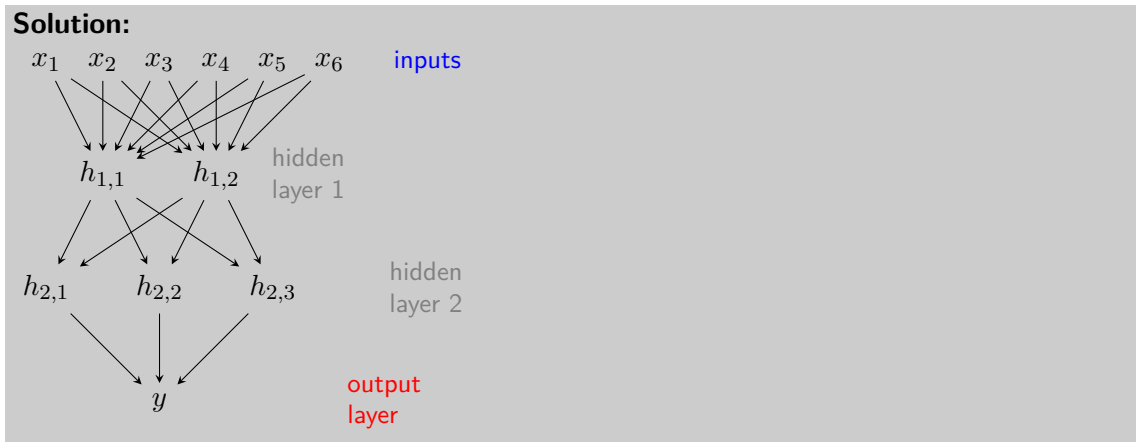 Solution:
x₁ x₂ x₃ x₄ x₅ x₆ inputs
h₁,₁ h₁,₂ hidden
layer 1
h₂,₁ h₂,₂ h₂,₃ hidden
layer 2
y output
layer